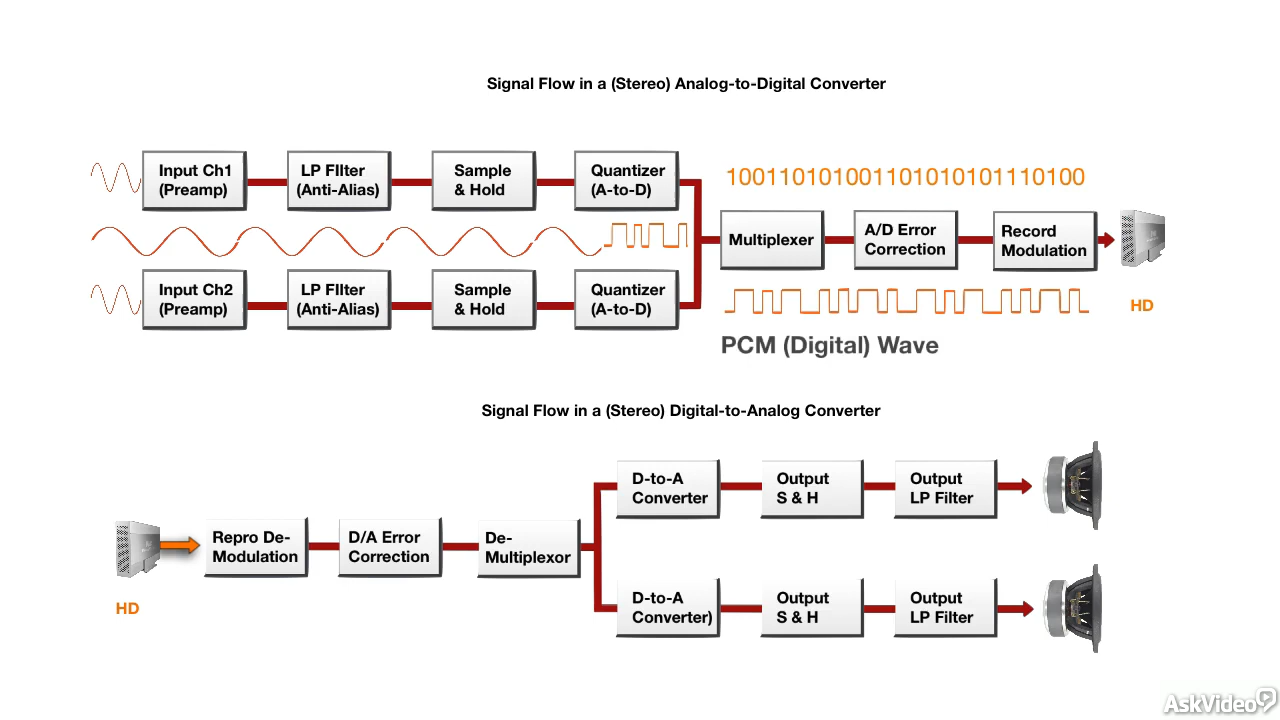 Signal Flow in a (Stereo) Analog-to-Digital Converter
Input Ch1
(Preamp)
LP FIlter
(Anti-Alias)
Sample
& Hold
Quantizer
(A-to-D)
10011010100110101010101110100
Multiplexer
A/D Error
Correction
Record
Modulation
Input Ch2
(Preamp)
LP FIlter
(Anti-Alias)
Sample
& Hold
Quantizer
(A-to-D)
HD
PCM (Digital) Wave
Signal Flow in a (Stereo) Digital-to-Analog Converter
D-to-A
Converter
Output
S & H
Output
LP Filter
Repro De-
Modulation
D/A Error
Correction
De-
Multiplexor
HD
D-to-A
Converter)
Output
S & H
Output
LP Filter
AskVideo